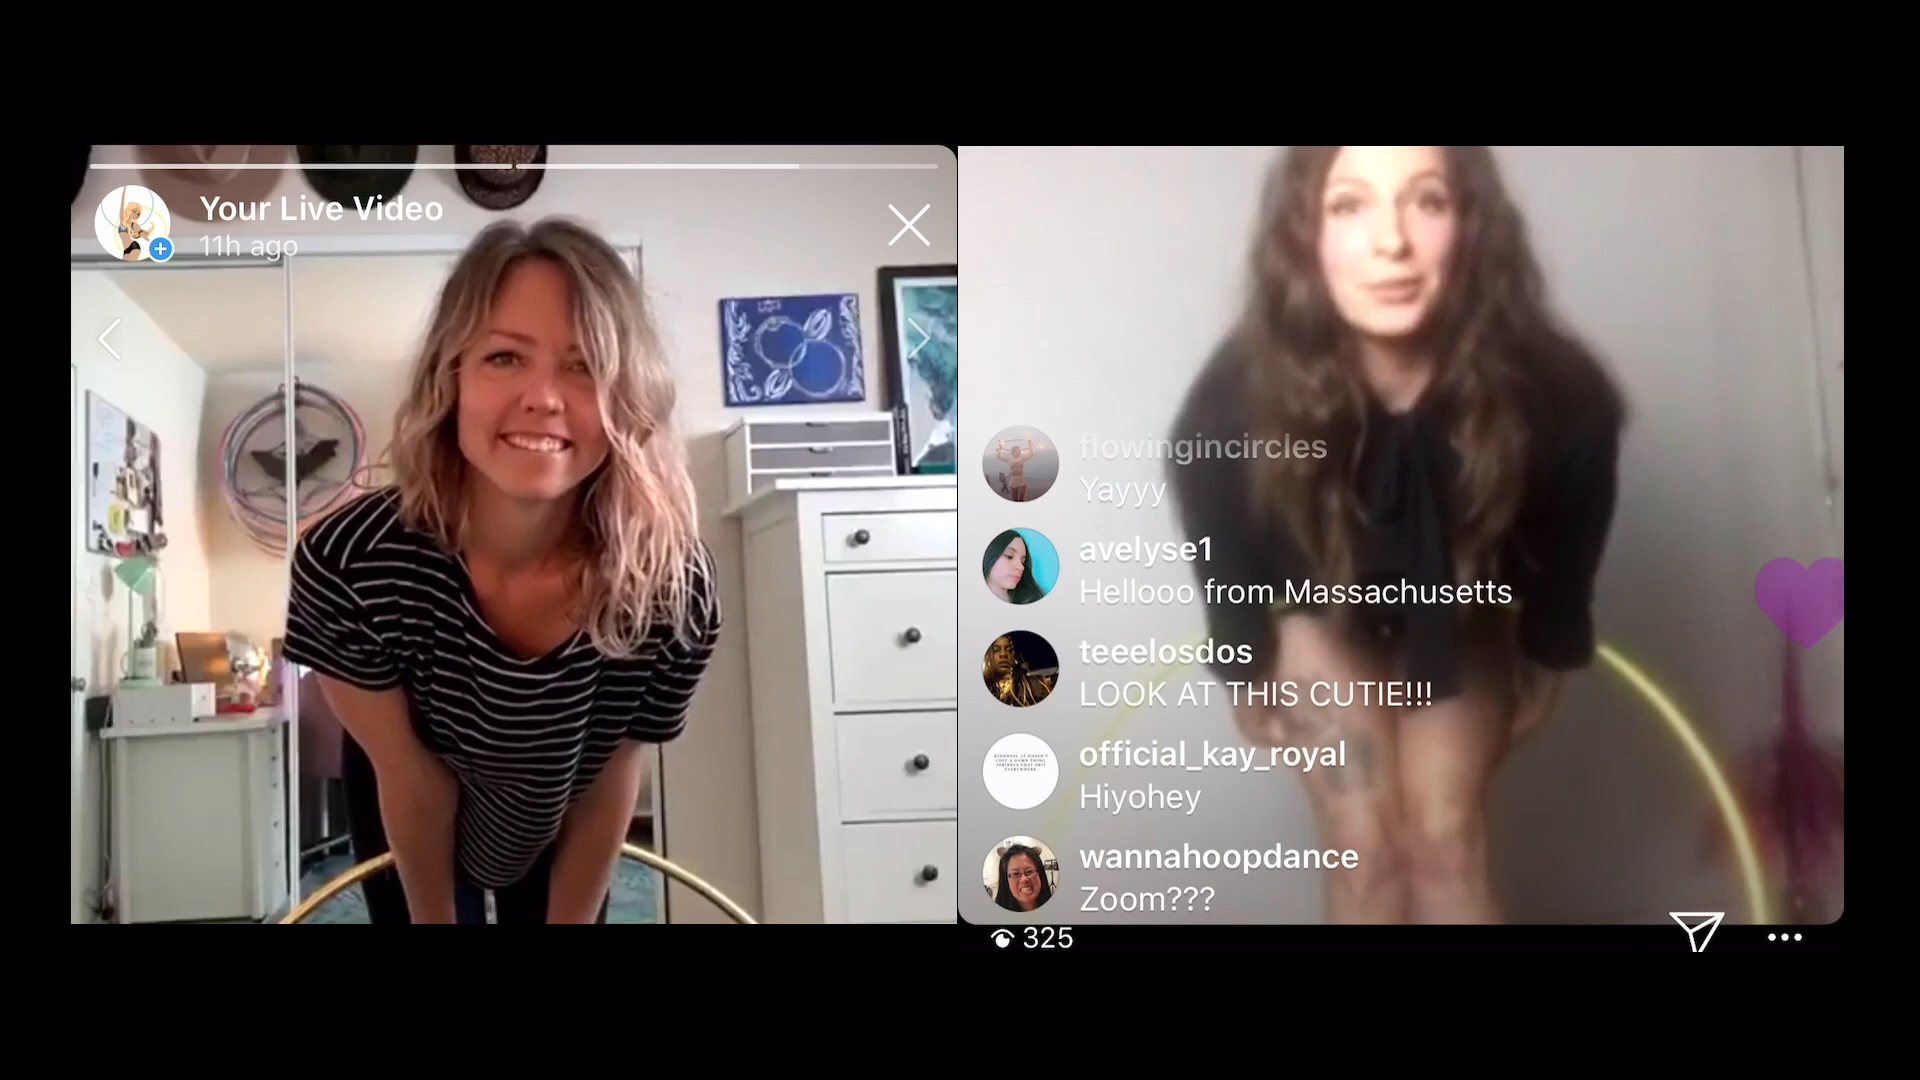 Your Live Video
11h ago
flowingincircles
Yayyy
avelyse1
Hellooo from Massachusetts
teeelosdos
LOOK AT THIS CUTIE!!!
official_kay_royal
Hiyohey
wannahoopdance
Zoom???
325